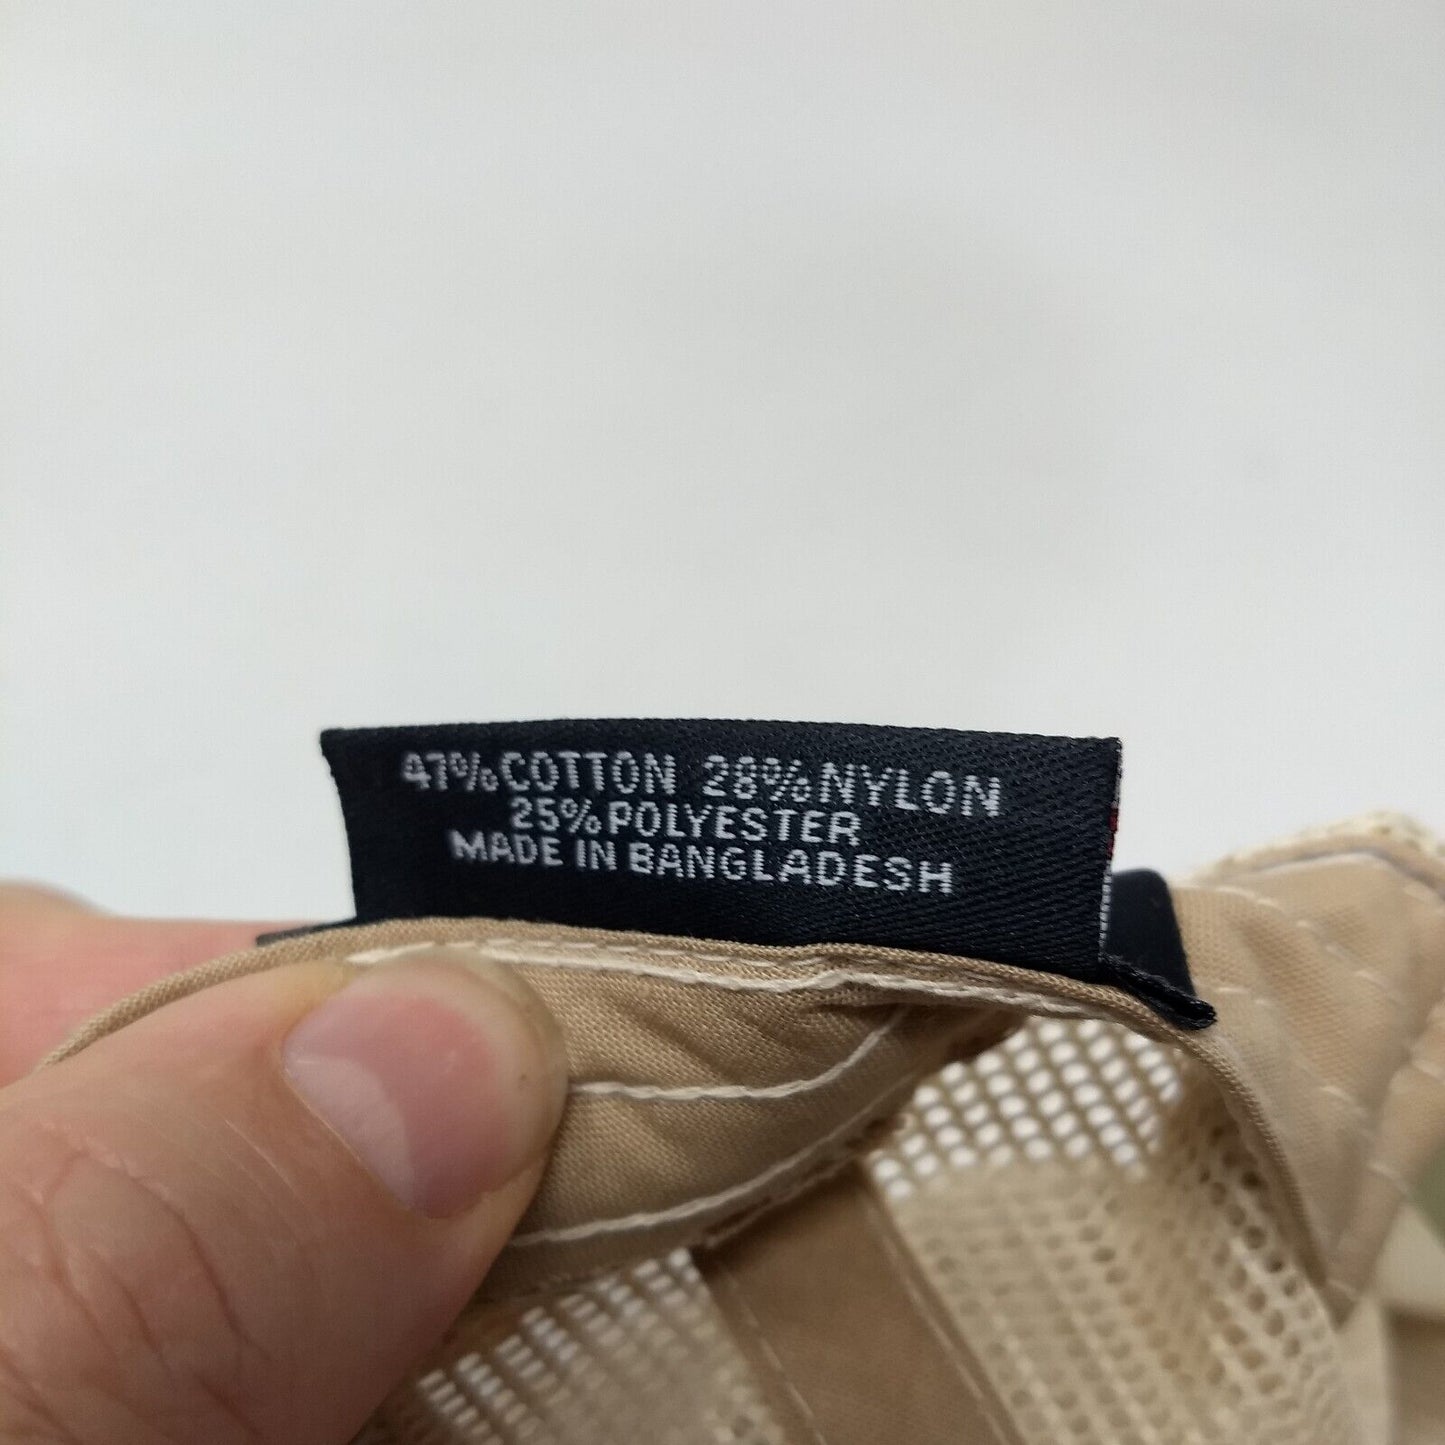 47% COTTON 28% NYLON
25% POLYESTER
MADE IN BANGLADESH